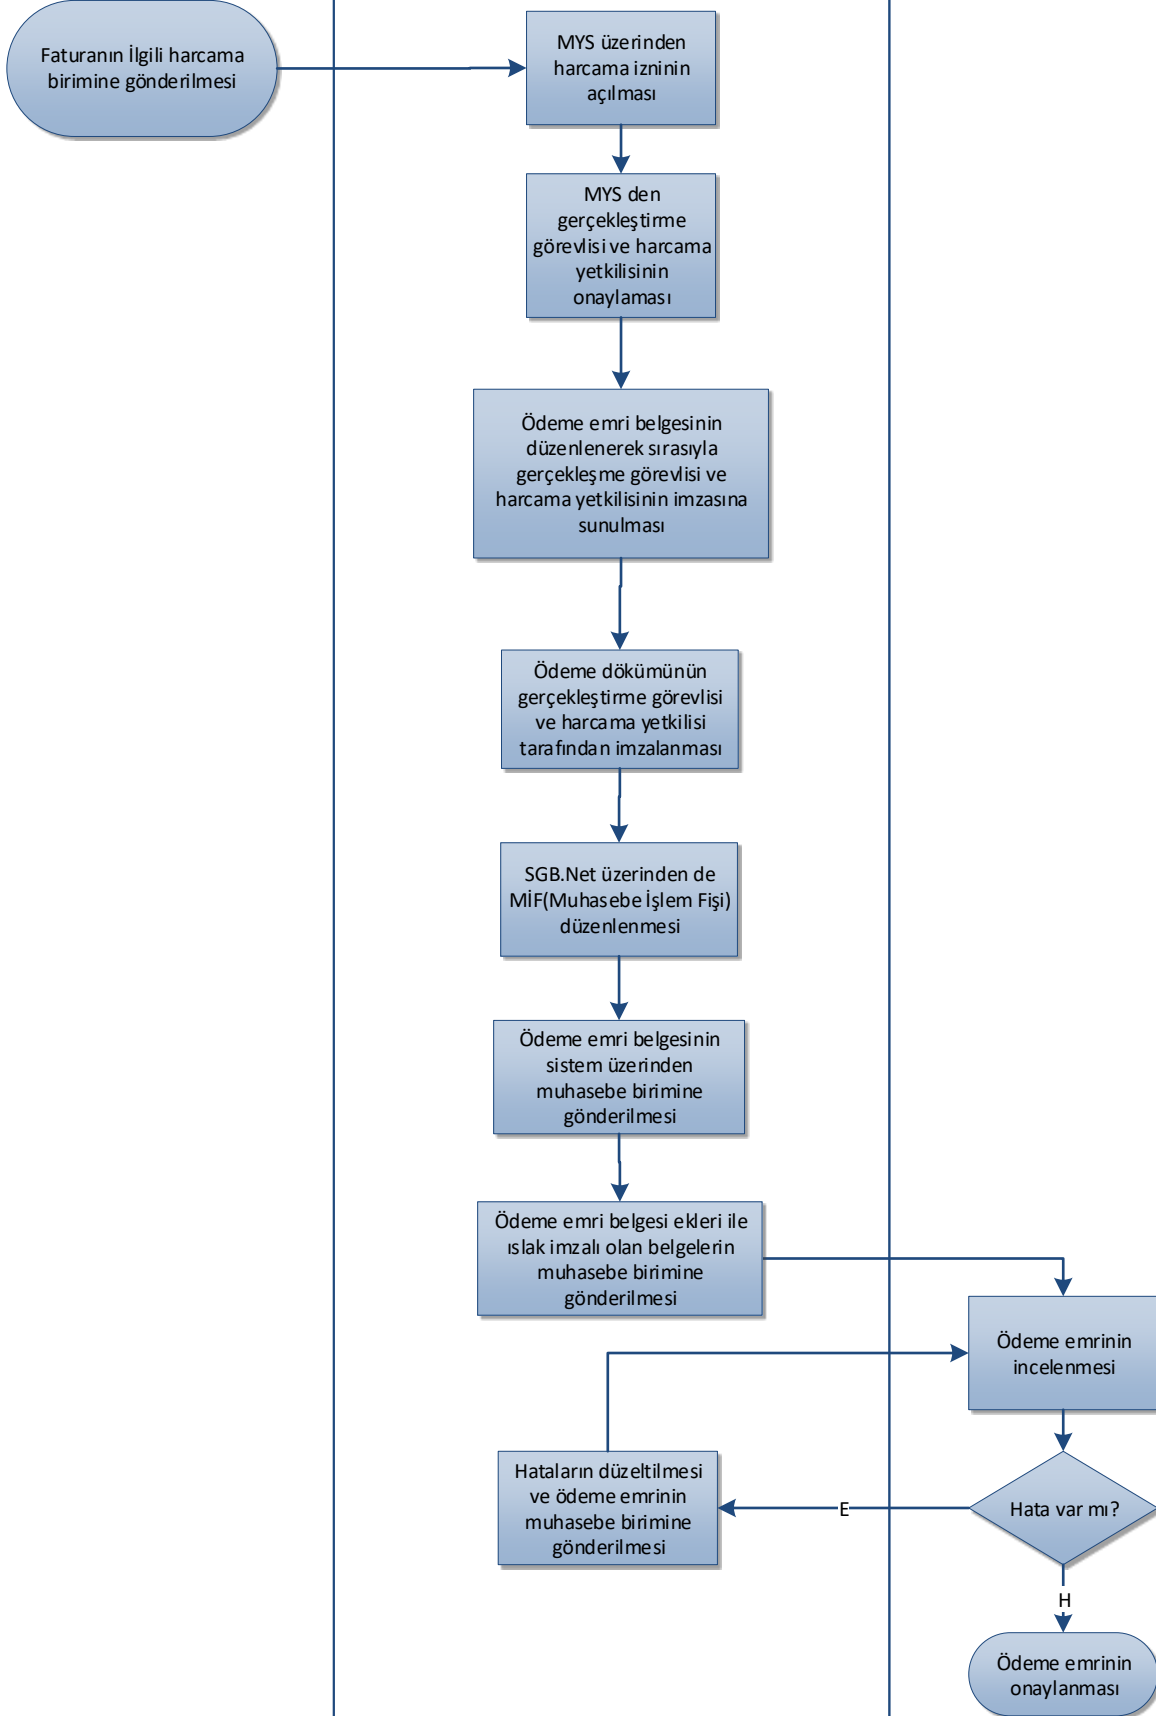 Faturanın İlgili harcama
birimine gönderilmesi
MYS üzerinden
harcama izninin
açılması
MYS den
gerçekleştirme
görevlisi ve harcama
yetkilisinin
onaylaması
Ödeme emri belgesinin
düzenlenerek sırasıyla
gerçekleşme görevlisi ve
harcama yetkilisinin imzasına
sunulması
Ödeme dökümünün
gerçekleştirme görevlisi
ve harcama yetkilisi
tarafından imzalanması
SGB.Net üzerinden de
MİF(Muhasebe İşlem Fişi)
düzenlenmesi
Ödeme emri belgesinin
sistem üzerinden
muhasebe birimine
gönderilmesi
Ödeme emri belgesi ekleri ile
ıslak imzalı olan belgelerin
muhasebe birimine
gönderilmesi
Ödeme emrinin
incelenmesi
Hataların düzeltilmesi
ve ödeme emrinin
muhasebe birimine
gönderilmesi
E
Hata var mı?
H
Ödeme emrinin
onaylanması